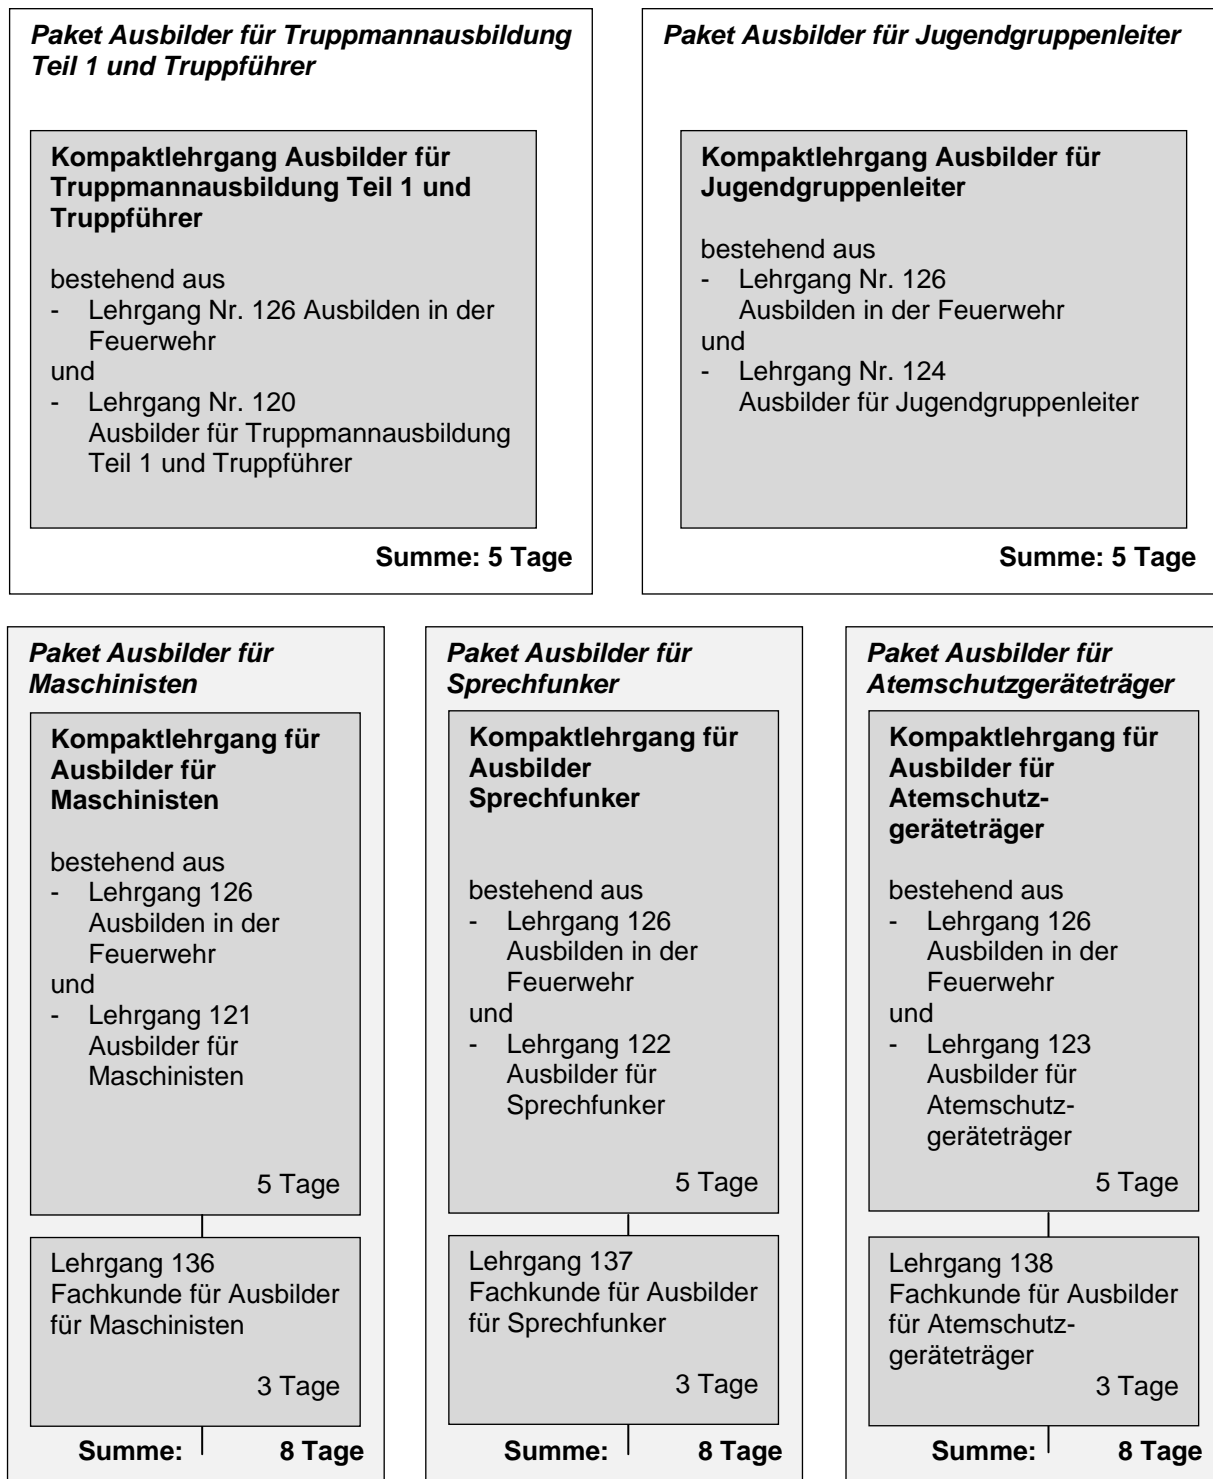 Paket Ausbilder für Truppmannausbildung
Teil 1 und Truppführer
Kompaktlehrgang Ausbilder für
Truppmannausbildung Teil 1 und
Truppführer
bestehend aus
- Lehrgang Nr. 126 Ausbilden in der
Feuerwehr
und
- Lehrgang Nr. 120
Ausbilder für Truppmannausbildung
Teil 1 und Truppführer
Summe: 5 Tage
Paket Ausbilder für Jugendgruppenleiter
Kompaktlehrgang Ausbilder für
Jugendgruppenleiter
bestehend aus
- Lehrgang Nr. 126
Ausbilden in der Feuerwehr
und
- Lehrgang Nr. 124
Ausbilder für Jugendgruppenleiter
Summe: 5 Tage
Paket Ausbilder für
Maschinisten
Kompaktlehrgang für
Ausbilder für
Maschinisten
bestehend aus
- Lehrgang 126
Ausbilden in der
Feuerwehr
und
- Lehrgang 121
Ausbilder für
Maschinisten
5 Tage
Lehrgang 136
Fachkunde für Ausbilder
für Maschinisten
3 Tage
Summe: 8 Tage
Paket Ausbilder für
Sprechfunker
Kompaktlehrgang für
Ausbilder
Sprechfunker
bestehend aus
- Lehrgang 126
Ausbilden in der
Feuerwehr
und
- Lehrgang 122
Ausbilder für
Sprechfunker
5 Tage
Lehrgang 137
Fachkunde für Ausbilder
für Sprechfunker
3 Tage
Summe: 8 Tage
Paket Ausbilder für
Atemschutzgeräteträger
Kompaktlehrgang für
Ausbilder für
Atemschutz-
geräteträger
bestehend aus
- Lehrgang 126
Ausbilden in der
Feuerwehr
und
- Lehrgang 123
Ausbilder für
Atemschutz-
geräteträger
5 Tage
Lehrgang 138
Fachkunde für Ausbilder
für Atemschutz-
geräteträger
3 Tage
Summe: 8 Tage